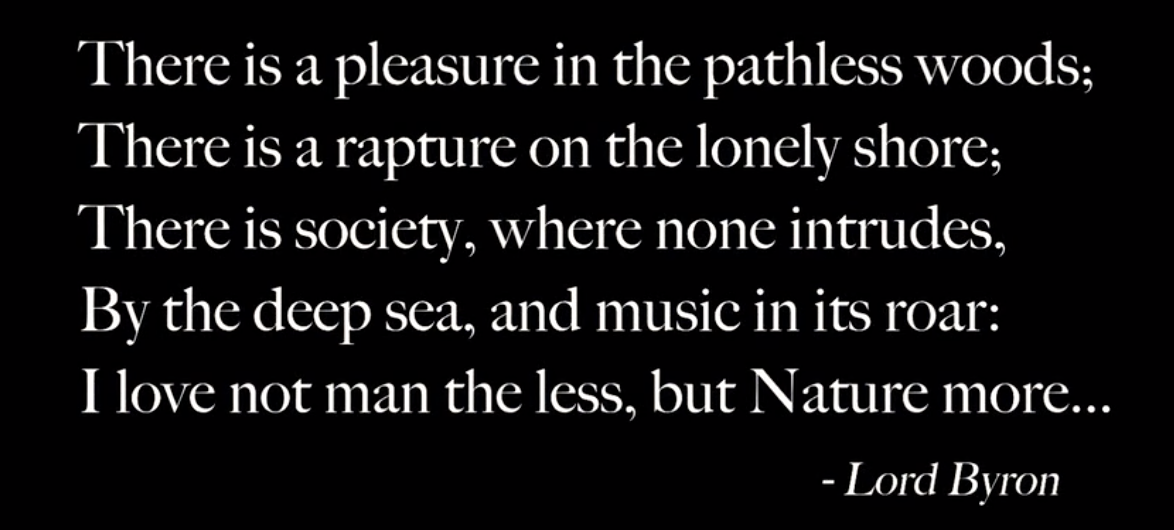 There is a pleasure in the pathless woods;
There is a rapture on the lonely shore;
There is society, where none intrudes,
By the deep sea, and music in its roar:
I love not man the less, but Nature more...
- Lord Byron